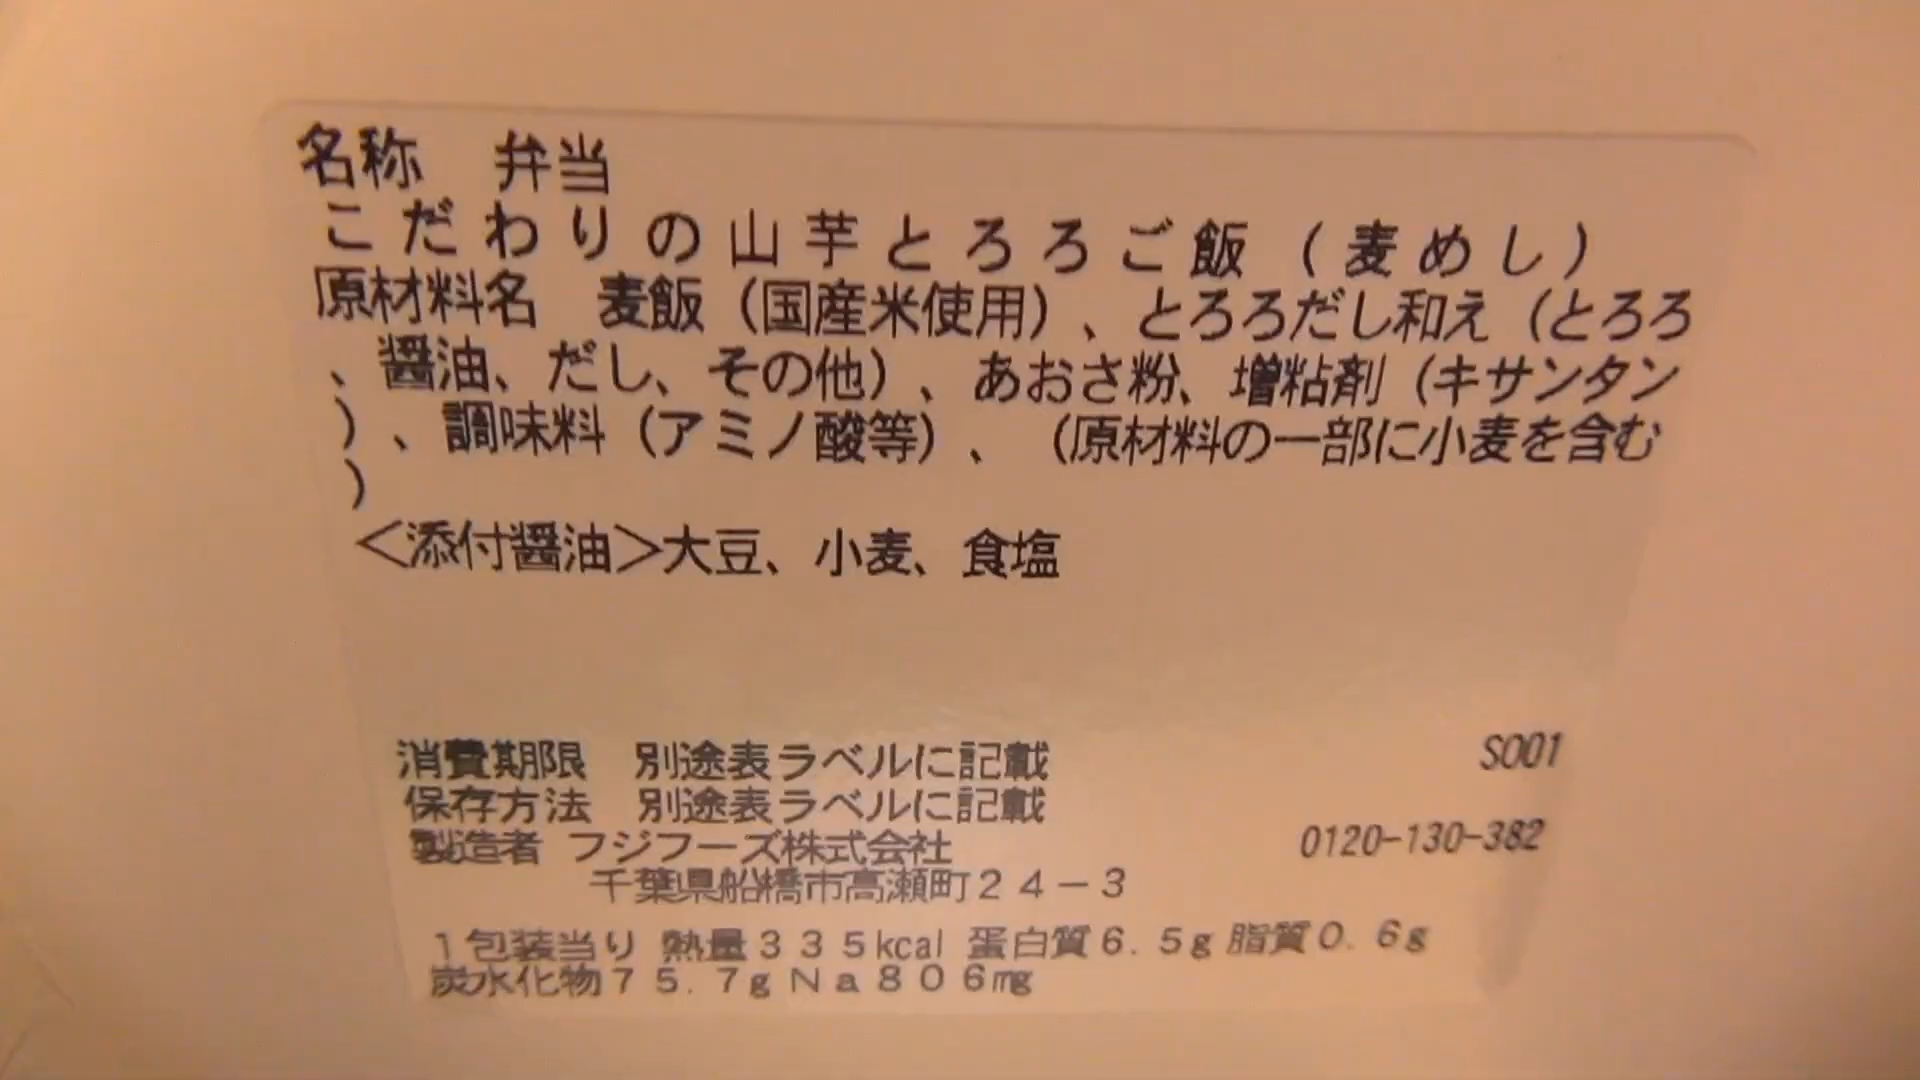 名称　弁当
こだわりの山芋とろろご飯（麦めし）
原材料名　麦飯（国産米使用）、とろろだし和え（とろろ
、醤油、だし、その他）、あおさ粉、増粘剤（キサンタン
）、調味料（アミノ酸等）、（原材料の一部に小麦を含む
）
＜添付醤油＞大豆、小麦、食塩
消費期限　別途表ラベルに記載
S001
保存方法　別途表ラベルに記載
製造者　フジフーズ株式会社
0120-130-382
千葉県船橋市高瀬町２４－３
１包装当り 熱量３３５kcal 蛋白質６．５g 脂質０．６g
炭水化物７５．７g Ｎａ８０６mg